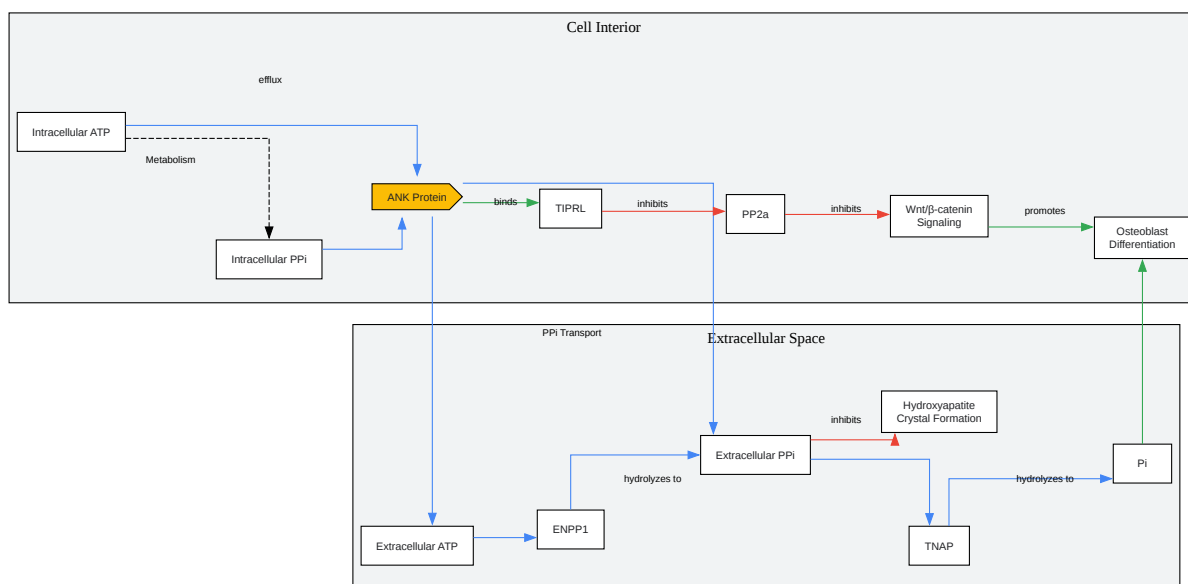 Cell Interior
efflux
Intracellular ATP
Metabolism
ANK Protein
binds
TIPRL
inhibits
PP2a
inhibits
Wnt/β-catenin
Signaling
promotes
Osteoblast
Differentiation
Intracellular PPi
PPi Transport
Extracellular Space
Hydroxyapatite
Crystal Formation
inhibits
Extracellular PPi
Pi
hydrolyzes to
hydrolyzes to
ENPP1
Extracellular ATP
TNAP